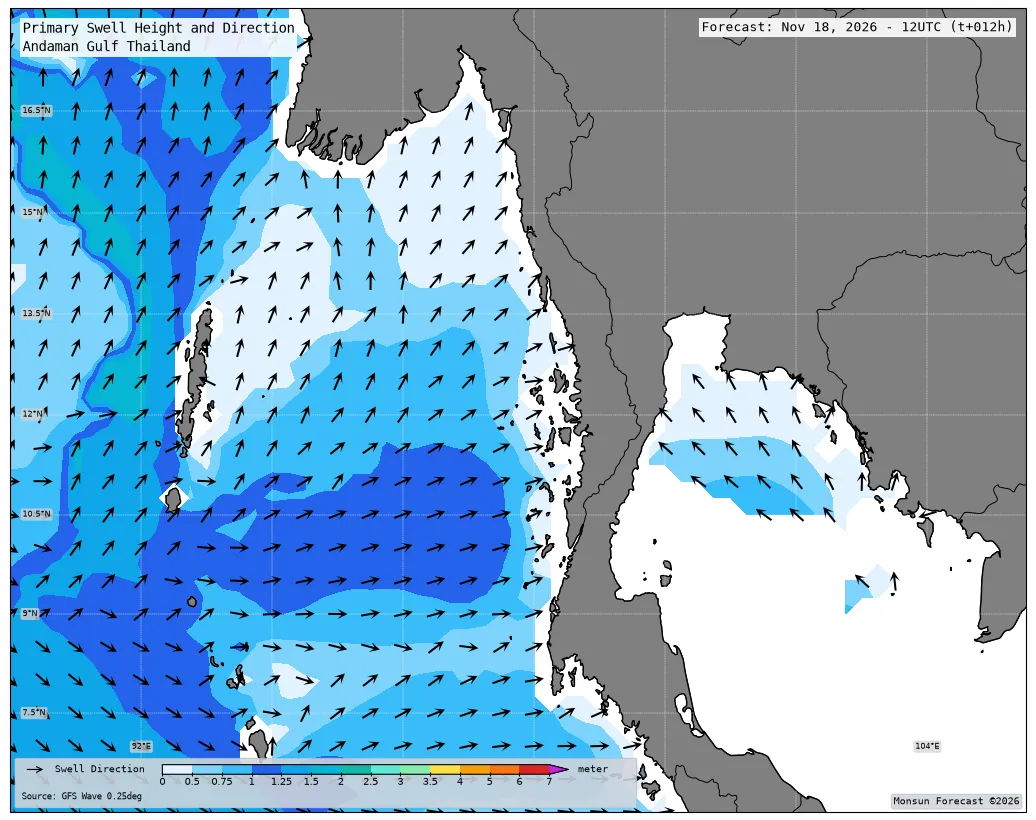 Primary Swell Height and Direction
Andaman Gulf Thailand
Forecast: Nov 18, 2026 - 12UTC (t+012h)
16.5°N
15°N
13.5°N
12°N
10.5°N
9°N
7.5°N
92°E
104°E
Swell Direction
meter
0 0.5 0.75 1.25 1.5 2 2.5 3 3.5 4 5 6 7
Source: GFS Wave 0.25deg
Monsun Forecast ©2026